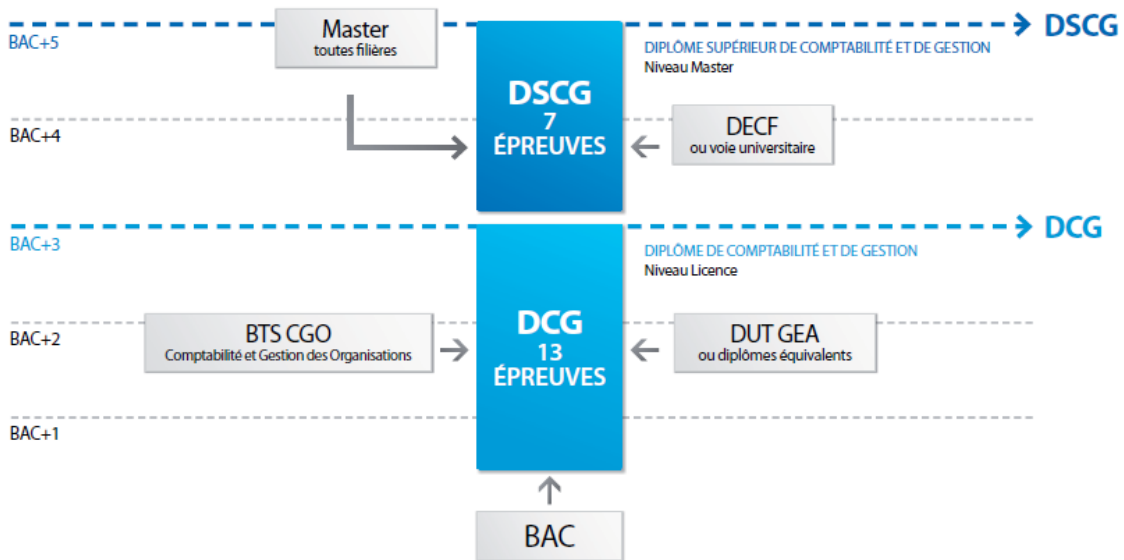 BAC+5
Master
toutes filières
DSCG
DIPLÔME SUPÉRIEUR DE COMPTABILITÉ ET DE GESTION
Niveau Master
DSCG
7
ÉPREUVES
BAC+4
DECF
ou voie universitaire
DCG
BAC+3
DIPLÔME DE COMPTABILITÉ ET DE GESTION
Niveau Licence
BAC+2
BTS CGO
Comptabilité et Gestion des Organisations
DCG
13
ÉPREUVES
DUT GEA
ou diplômes équivalents
BAC+1
BAC